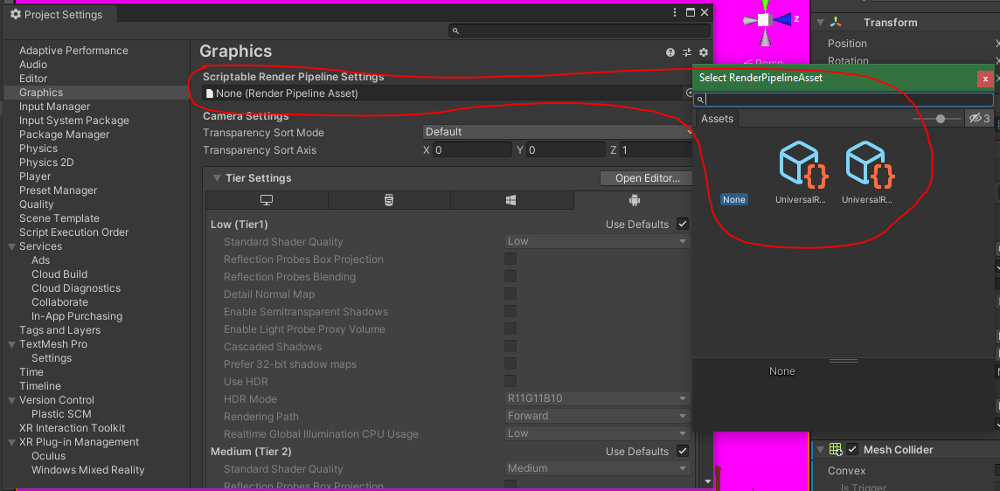 Project Settings
Adaptive Performance
Audio
Editor
Graphics
Input Manager
Input System Package
Package Manager
Physics
Physics 2D
Player
Preset Manager
Quality
Scene Template
Script Execution Order
Services
Ads
Cloud Build
Cloud Diagnostics
Collaborate
In-App Purchasing
Tags and Layers
TextMesh Pro
Settings
Time
Timeline
Version Control
Plastic SCM
XR Interaction Toolkit
XR Plug-in Management
Oculus
Windows Mixed Reality
Graphics
Scriptable Render Pipeline Settings
None (Render Pipeline Asset)
Camera Settings
Transparency Sort Mode Default
Transparency Sort Axis X 0 Y 0 Z 1
Tier Settings Open Editor...
Low (Tier1) Use Defaults
Standard Shader Quality Low
Reflection Probes Box Projection
Reflection Probes Blending
Detail Normal Map
Enable Semitransparent Shadows
Enable Light Probe Proxy Volume
Cascaded Shadows
Prefer 32-bit shadow maps
Use HDR
HDR Mode R11G11B10
Rendering Path Forward
Realtime Global Illumination CPU Usage Low
Medium (Tier 2) Use Defaults
Standard Shader Quality Medium
Reflection Probes Box Projection
z
Persp
Select RenderPipelineAsset x
Assets 3
None UniversalR... UniversalR...
None
Transform
Position
Rotation
Mesh Collider
Convex
Is Trigger